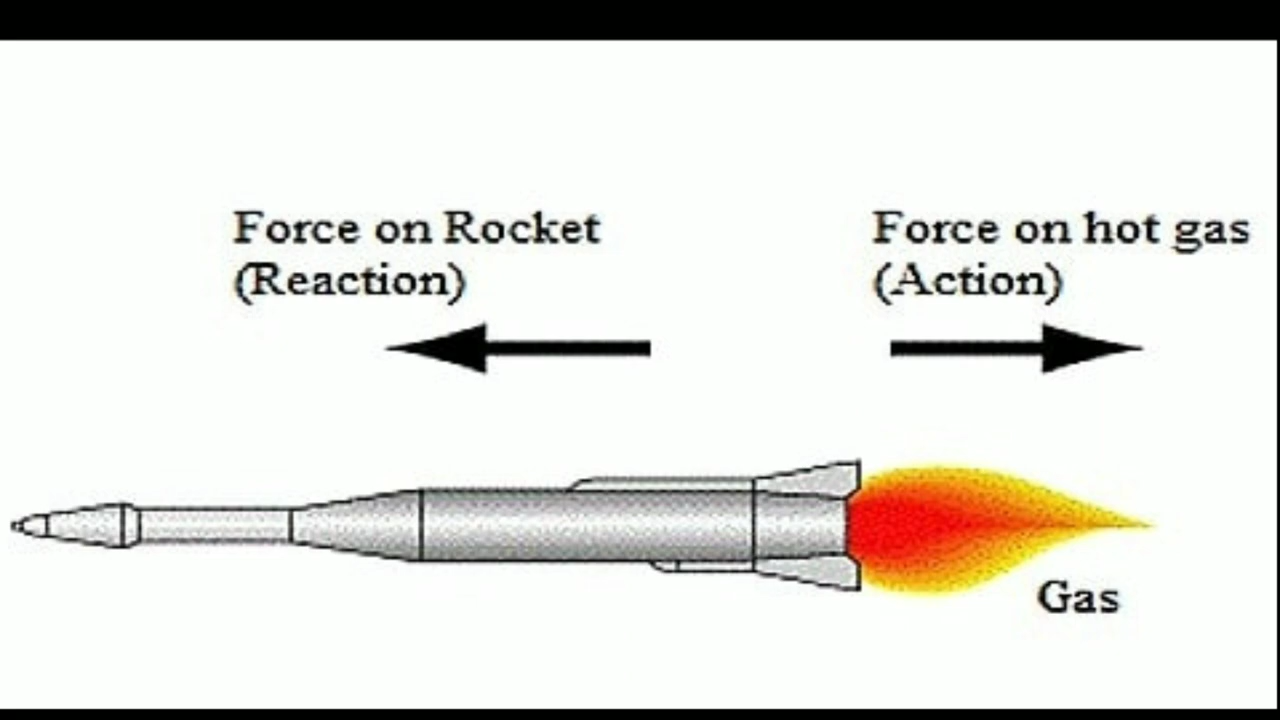 Force on Rocket
(Reaction)
Force on hot gas
(Action)
Gas